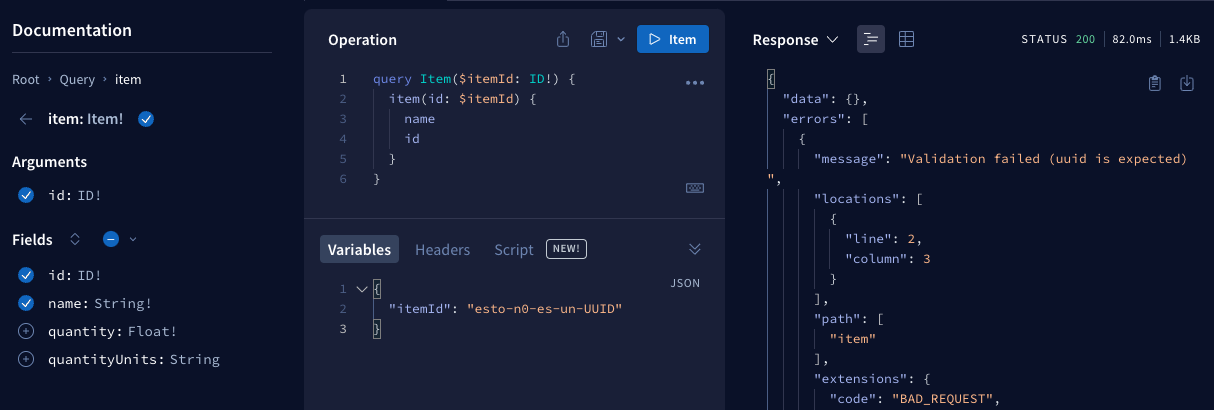 Documentation
Root › Query › item
item: Item!
Arguments
id: ID!
Fields
id: ID!
name: String!
quantity: Float!
quantityUnits: String
Operation
Item
1 query Item($itemId: ID!) {
2 item(id: $itemId) {
3 name
4 id
5 }
6 }
Variables Headers Script NEW!
JSON
1 {
2 "itemId": "esto-n0-es-un-UUID"
3 }
Response STATUS 200 82.0ms 1.4KB
{
"data": {},
"errors": [
{
"message": "Validation failed (uuid is expected)
",
"locations": [
{
"line": 2,
"column": 3
}
],
"path": [
"item"
],
"extensions": {
"code": "BAD_REQUEST",